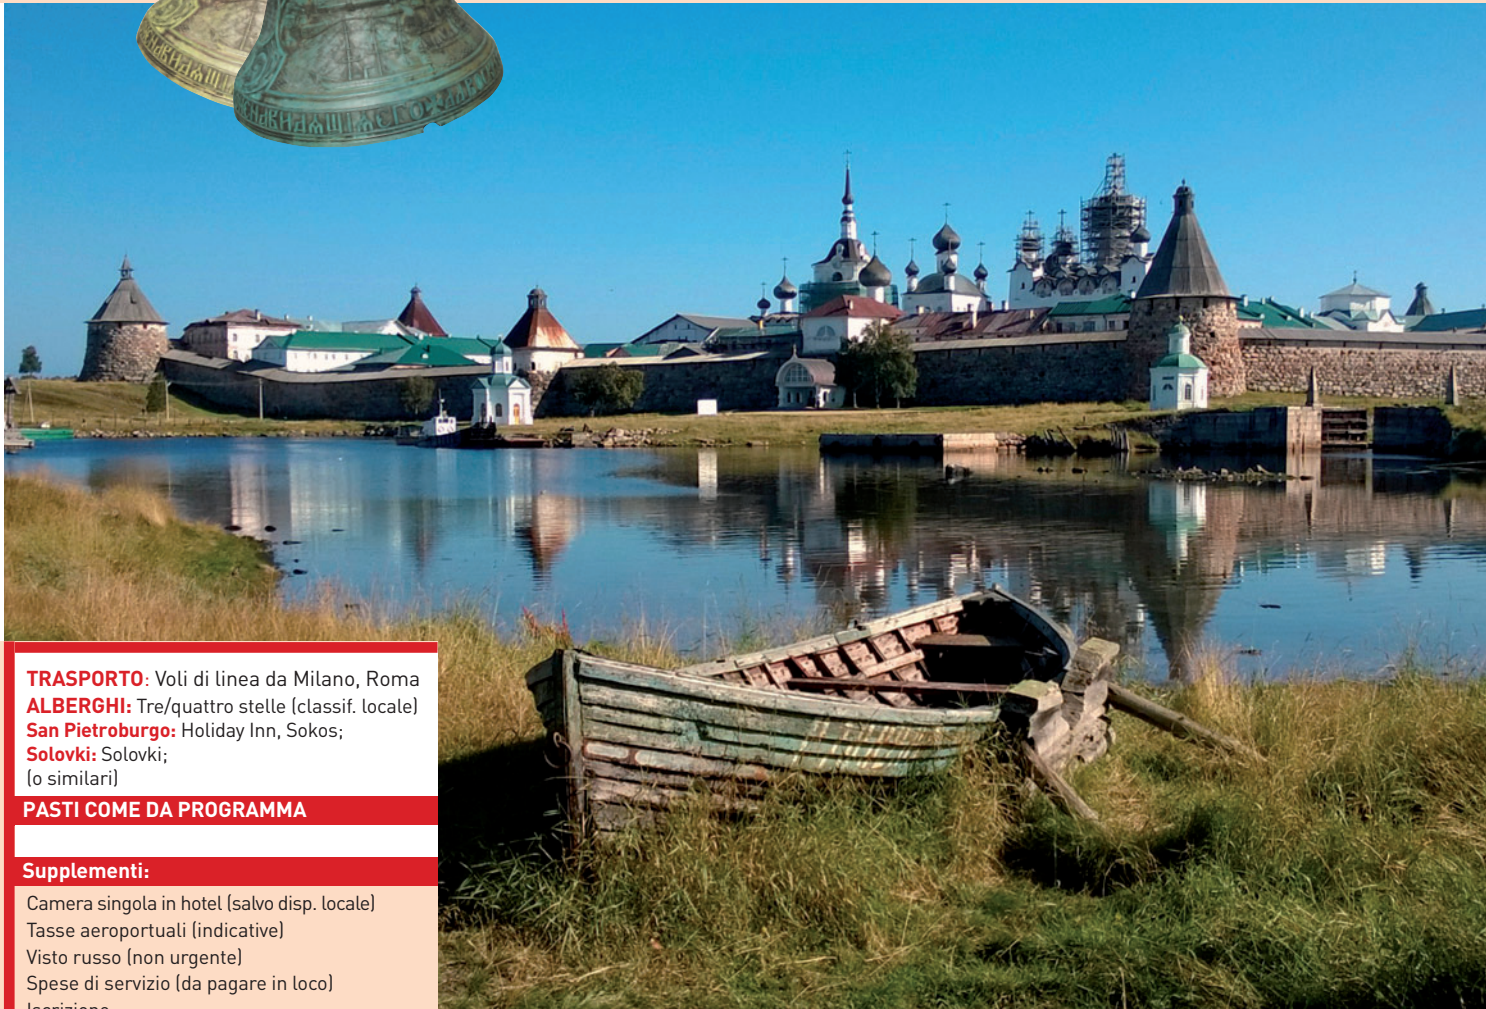 TRASPORTO: Voli di linea da Milano, Roma
ALBERGHI: Tre/quattro stelle (classif. locale)
San Pietroburgo: Holiday Inn, Sokos;
Solovki: Solovki;
(o similari)
PASTI COME DA PROGRAMMA
Supplementi:
Camera singola in hotel (salvo disp. locale)
Tasse aeroportuali (indicative)
Visto russo (non urgente)
Spese di servizio (da pagare in loco)
Iscrizione